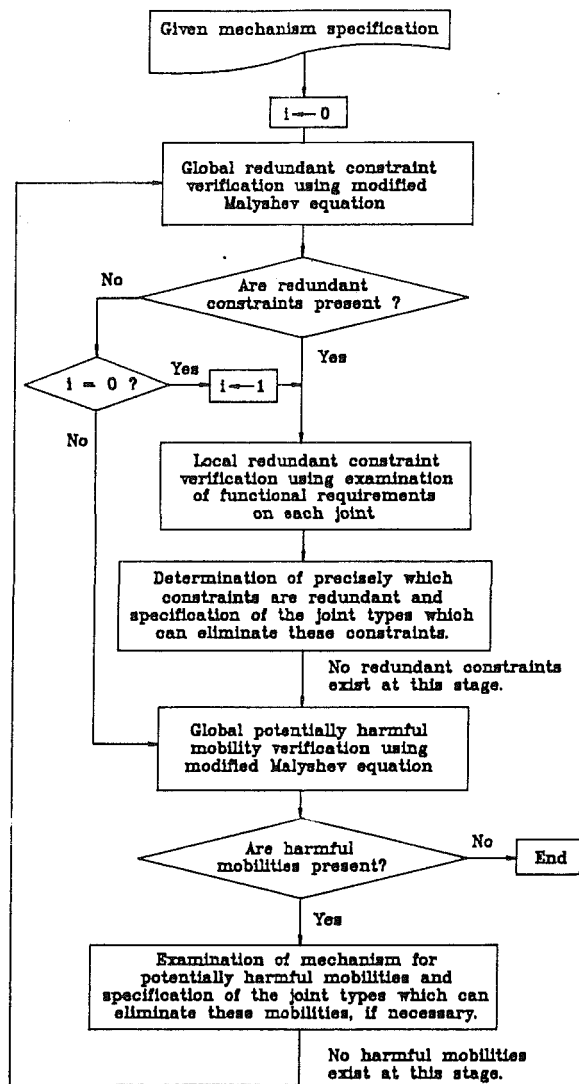 Given mechanism specification
i ← 0
Global redundant constraint
verification using modified
Malyshev equation
No
Are redundant
constraints present ?
Yes
i = 0 ?
Yes
i ← 1
No
Local redundant constraint
verification using examination
of functional requirements
on each joint
Determination of precisely which
constraints are redundant and
specification of the joint types which
can eliminate these constraints.
No redundant constraints
exist at this stage.
Global potentially harmful
mobility verification using
modified Malyshev equation
Are harmful
mobilities present?
No
End
Yes
Examination of mechanism for
potentially harmful mobilities and
specification of the joint types which can
eliminate these mobilities, if necessary.
No harmful mobilities
exist at this stage.